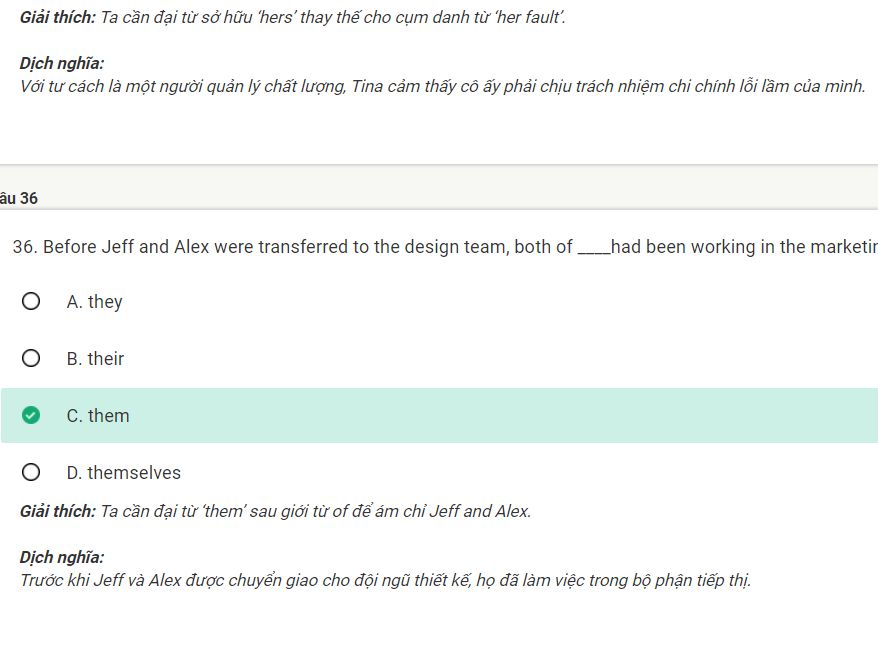 Giải thích: Ta cần đại từ sở hữu ‘hers’ thay thế cho cụm danh từ ‘her fault’.
Dịch nghĩa:
Với tư cách là một người quản lý chất lượng, Tina cảm thấy cô ấy phải chịu trách nhiệm chi chính lỗi lầm của mình.
âu 36
36. Before Jeff and Alex were transferred to the design team, both of ____had been working in the marketin
A. they
B. their
C. them
D. themselves
Giải thích: Ta cần đại từ ‘them’ sau giới từ of để ám chỉ Jeff and Alex.
Dịch nghĩa:
Trước khi Jeff và Alex được chuyển giao cho đội ngũ thiết kế, họ đã làm việc trong bộ phận tiếp thị.